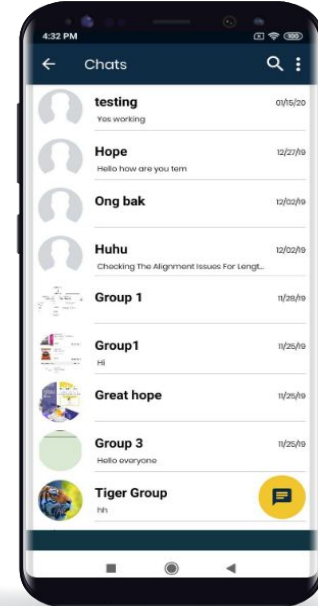 4:32 PM
100
Chats
testing
01/15/20
Yes working
Hope
12/27/19
Hello how are you tem
Ong bak
12/02/19
Huhu
12/02/19
Checking The Alignment Issues For Lengt...
Group 1
11/28/19
Group1
11/25/19
Hi
Great hope
11/25/19
Group 3
11/25/19
Hello everyone
Tiger Group
hh